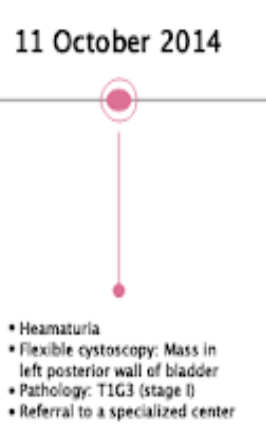 11 October 2014
• Heamaturia
• Flexible cystoscopy: Mass in
left posterior wall of bladder
• Pathology: T1G3 (stage I)
• Referral to a specialized center